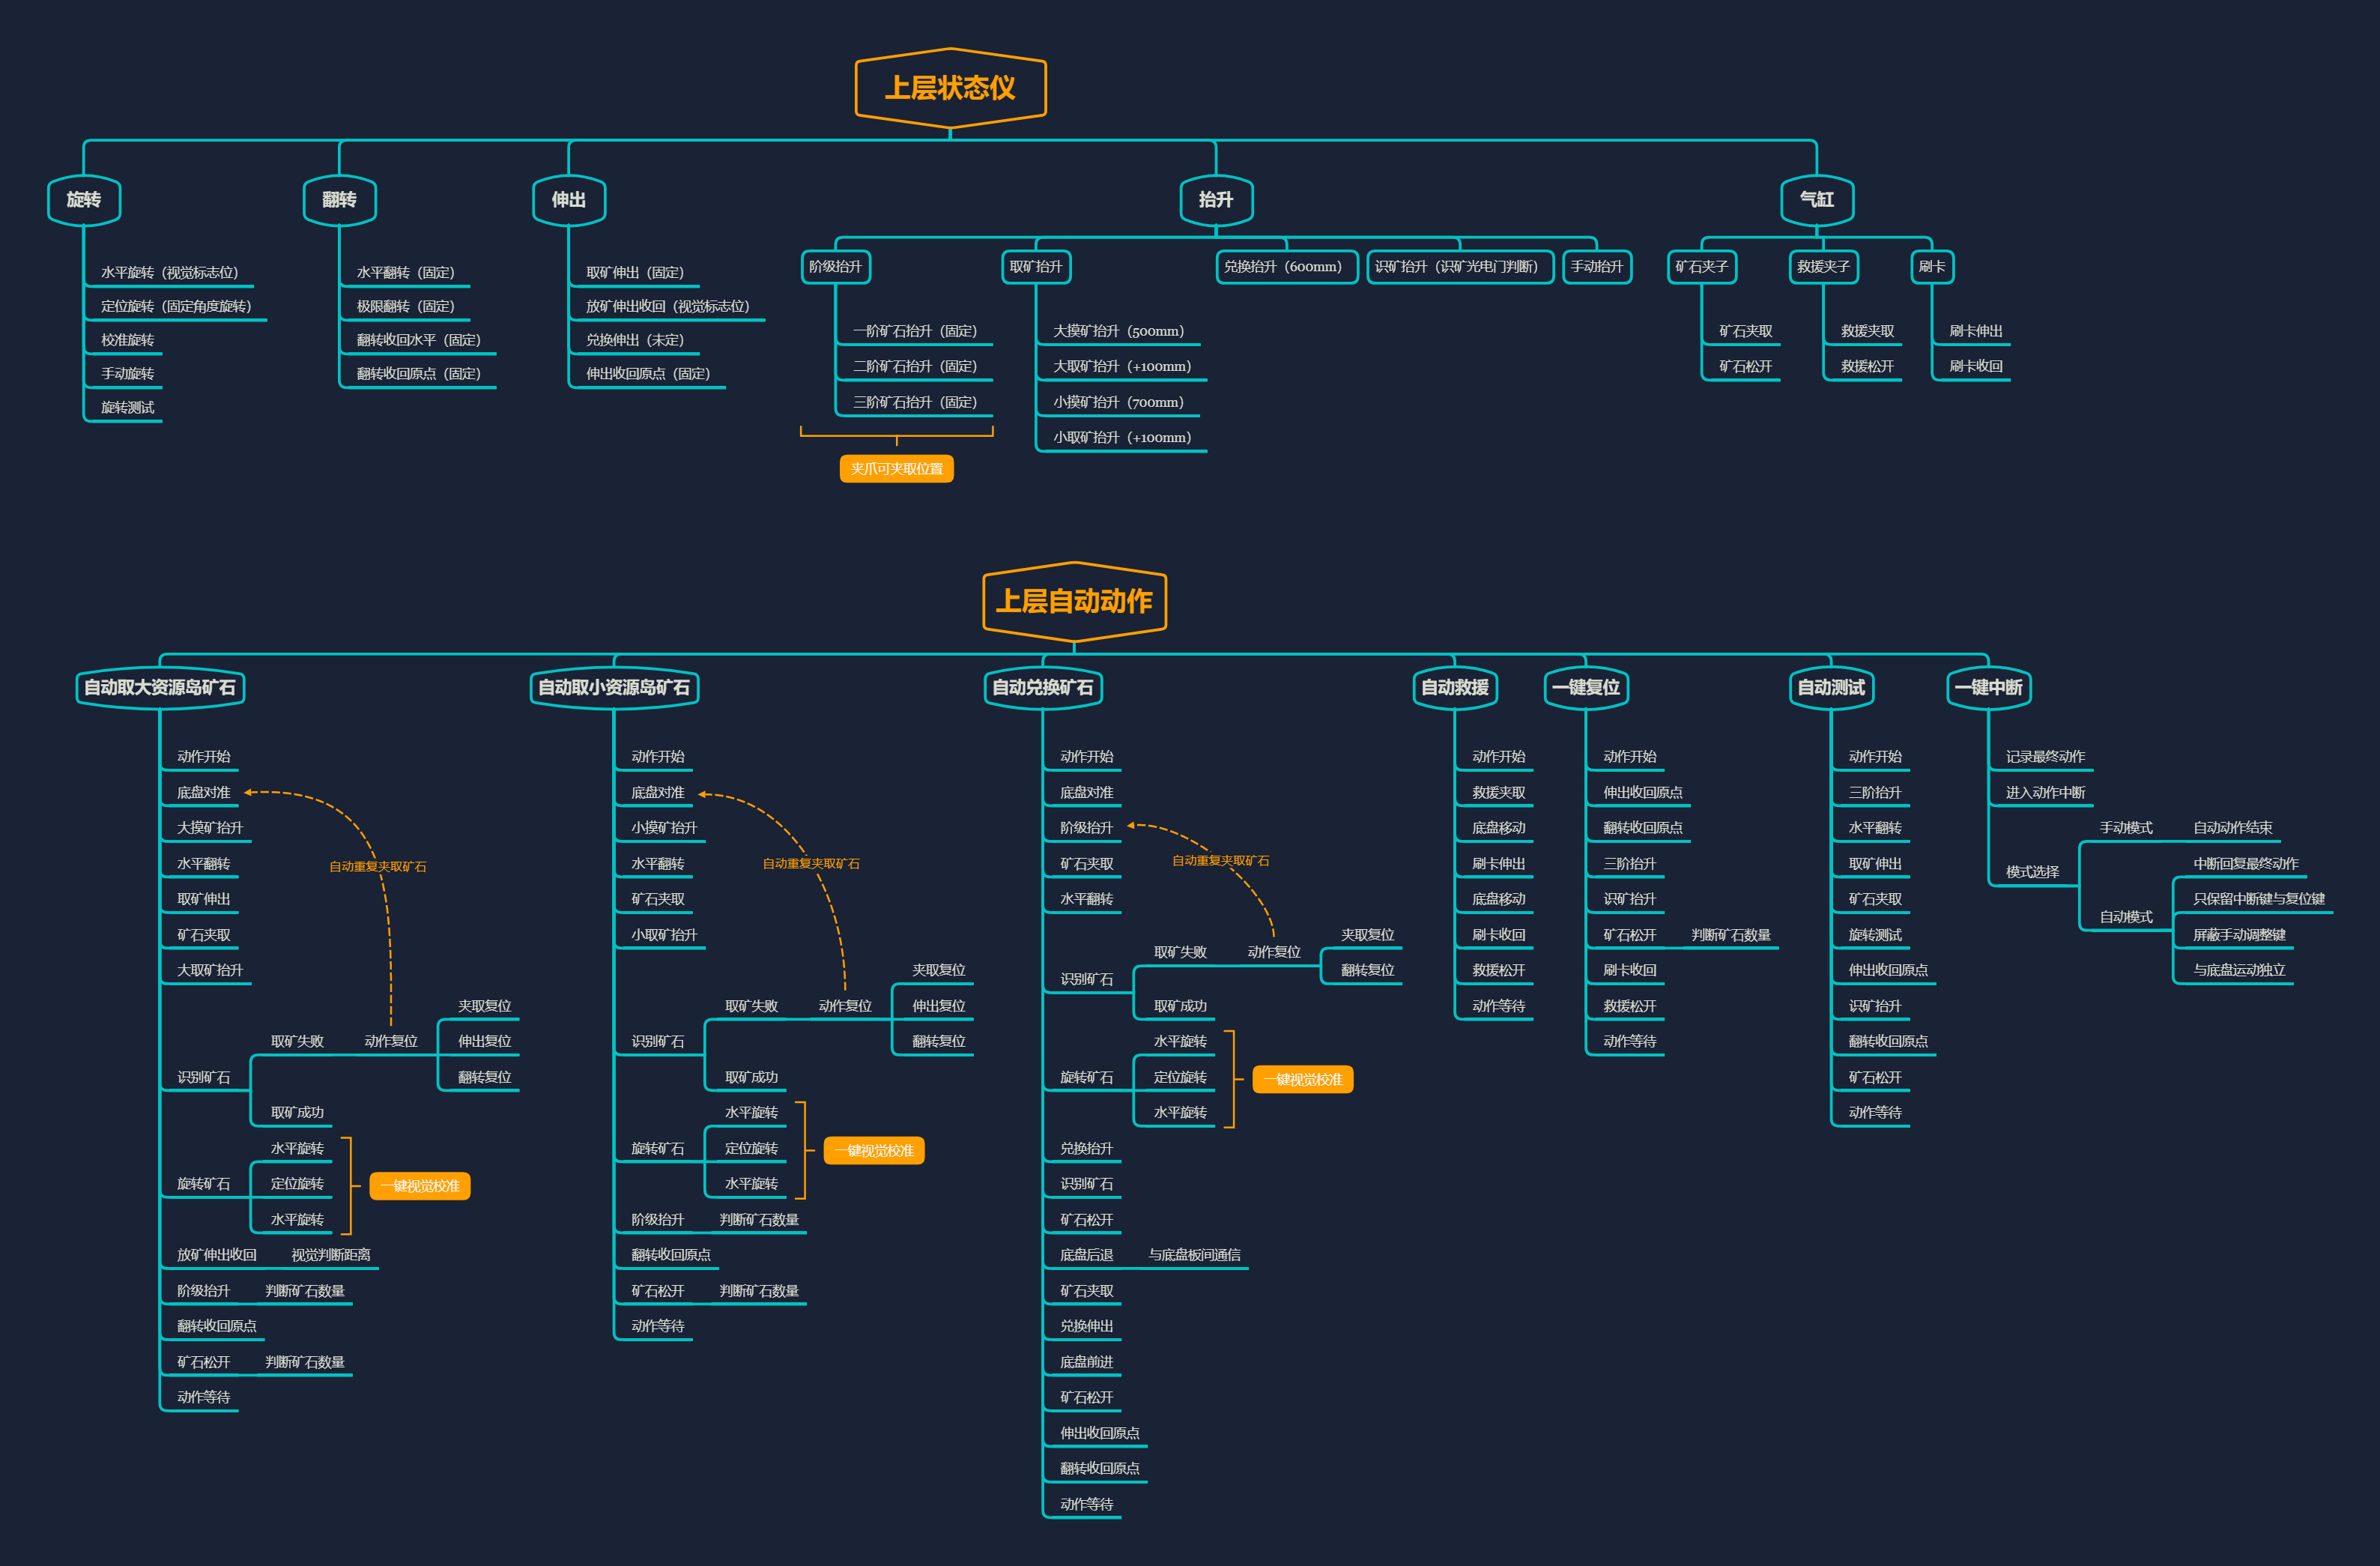 上层状态仪
旋转
水平旋转（视觉标志位）
定位旋转（固定角度旋转）
校准旋转
手动旋转
旋转测试
翻转
水平翻转（固定）
极限翻转（固定）
翻转收回水平（固定）
翻转收回原点（固定）
伸出
取矿伸出（固定）
放矿伸出收回（视觉标志位）
兑换伸出（未定）
伸出收回原点（固定）
抬升
阶级抬升
一阶矿石抬升（固定）
二阶矿石抬升（固定）
三阶矿石抬升（固定）
夹爪可夹取位置
取矿抬升
大摸矿抬升（500mm）
大取矿抬升（+100mm）
小摸矿抬升（700mm）
小取矿抬升（+100mm）
兑换抬升（600mm）
识矿抬升（识矿光电门判断）
手动抬升
气缸
矿石夹子
矿石夹取
矿石松开
救援夹子
救援夹取
救援松开
刷卡
刷卡伸出
刷卡收回
上层自动动作
自动取大资源岛矿石
动作开始
底盘对准
大摸矿抬升
水平翻转
取矿伸出
矿石夹取
大取矿抬升
识别矿石
取矿失败
动作复位
夹取复位
伸出复位
翻转复位
自动重复夹取矿石
取矿成功
旋转矿石
水平旋转
定位旋转
水平旋转
一键视觉校准
放矿伸出收回
视觉判断距离
阶级抬升
判断矿石数量
翻转收回原点
矿石松开
判断矿石数量
动作等待
自动取小资源岛矿石
动作开始
底盘对准
小摸矿抬升
水平翻转
矿石夹取
小取矿抬升
识别矿石
取矿失败
动作复位
夹取复位
伸出复位
翻转复位
自动重复夹取矿石
取矿成功
旋转矿石
水平旋转
定位旋转
水平旋转
一键视觉校准
阶级抬升
判断矿石数量
翻转收回原点
矿石松开
判断矿石数量
动作等待
自动兑换矿石
动作开始
底盘对准
阶级抬升
矿石夹取
水平翻转
识别矿石
取矿失败
动作复位
夹取复位
翻转复位
自动重复夹取矿石
取矿成功
旋转矿石
水平旋转
定位旋转
水平旋转
一键视觉校准
兑换抬升
识别矿石
矿石松开
底盘后退
与底盘板间通信
矿石夹取
兑换伸出
底盘前进
矿石松开
伸出收回原点
翻转收回原点
动作等待
自动救援
动作开始
救援夹取
底盘移动
刷卡伸出
底盘移动
刷卡收回
救援松开
动作等待
一键复位
动作开始
伸出收回原点
翻转收回原点
三阶抬升
识矿抬升
矿石松开
判断矿石数量
刷卡收回
救援松开
动作等待
自动测试
动作开始
三阶抬升
水平翻转
取矿伸出
矿石夹取
旋转测试
伸出收回原点
识矿抬升
翻转收回原点
矿石松开
动作等待
一键中断
记录最终动作
进入动作中断
模式选择
手动模式
自动动作结束
自动模式
中断回复最终动作
只保留中断键与复位键
屏蔽手动调整键
与底盘运动独立